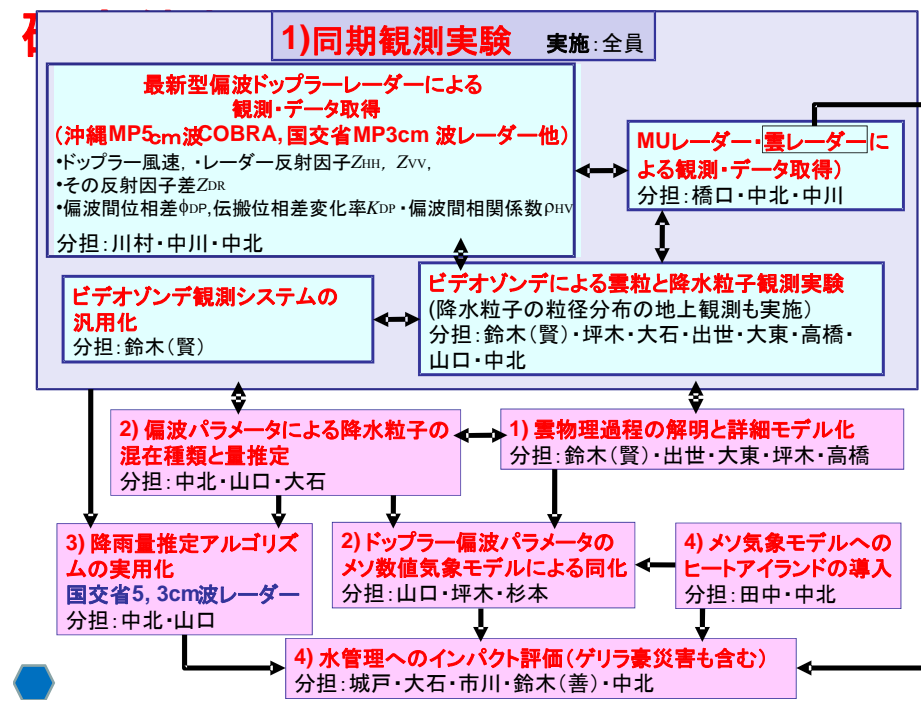 1)同期観測実験 実施:全員
最新型偏波ドップラーレーダーによる
観測・データ取得
(沖縄MP5cm波COBRA, 国交省MP3cm 波レーダー他)
•ドップラー風速, ・レーダー反射因子ZHH, ZVV,
•その反射因子差ZDR
•偏波間位相差ϕDP,伝搬位相差変化率KDP・偏波間相関係数ρHV
分担:川村・中川・中北
MUレーダー・雲レーダーに
よる観測・データ取得)
分担:橋口・中北・中川
ビデオゾンデ観測システムの
汎用化
分担:鈴木(賢)
ビデオゾンデによる雲粒と降水粒子観測実験
(降水粒子の粒径分布の地上観測も実施)
分担:鈴木(賢)・坪木・大石・出世・大東・高橋・
山口・中北
2) 偏波パラメータによる降水粒子の
混在種類と量推定
分担:中北・山口・大石
1) 雲物理過程の解明と詳細モデル化
分担:鈴木(賢)・出世・大東・坪木・高橋
3) 降雨量推定アルゴリズ
ムの実用化
国交省5, 3cm波レーダー
分担:中北・山口
2)ドップラー偏波パラメータの
メソ数値気象モデルによる同化
分担:山口・坪木・杉本
4) メソ気象モデルへの
ヒートアイランドの導入
分担:田中・中北
4) 水管理へのインパクト評価(ゲリラ豪災害も含む)
分担:城戸・大石・市川・鈴木(善)・中北